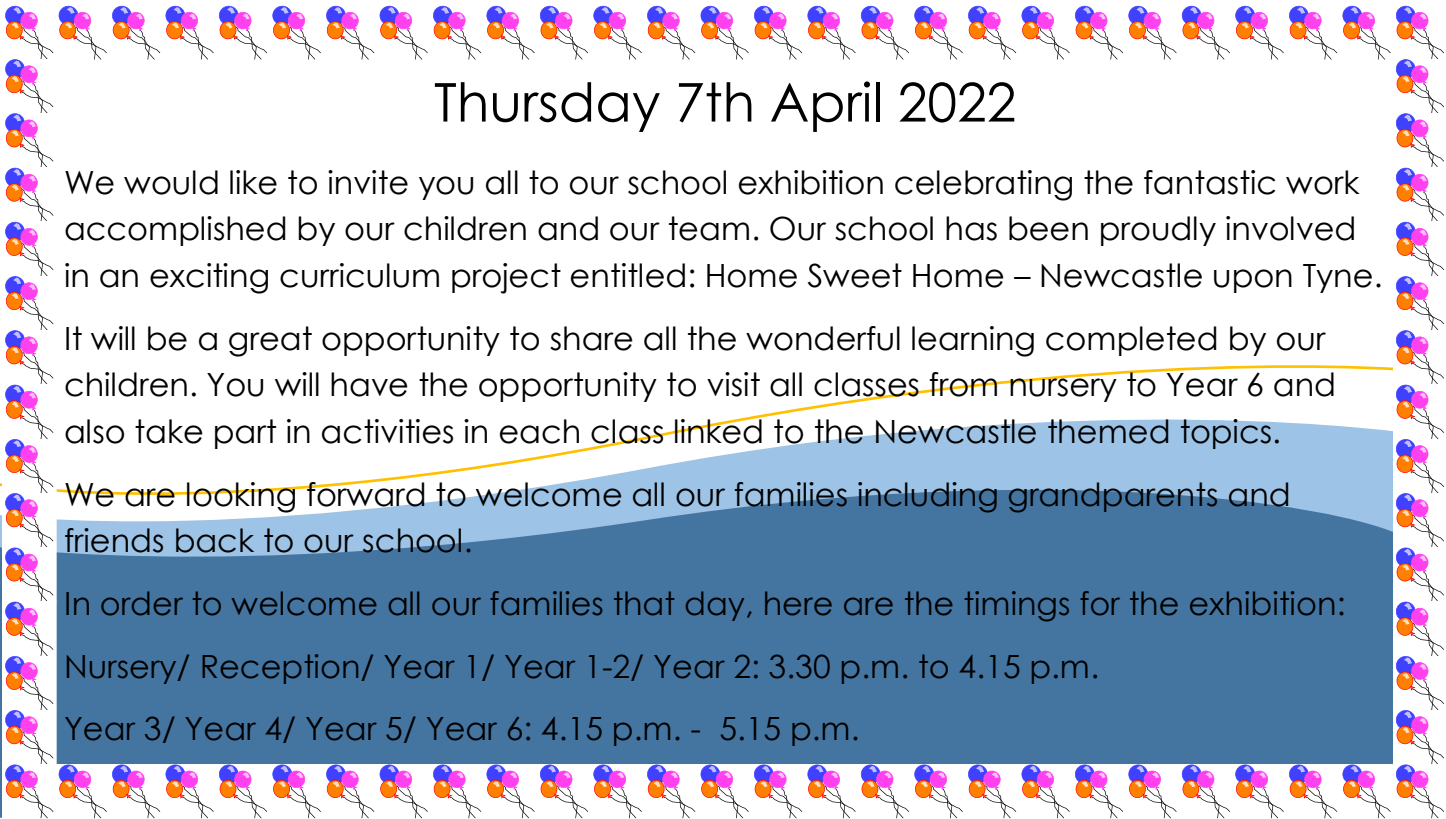 Thursday 7th April 2022
We would like to invite you all to our school exhibition celebrating the fantastic work
accomplished by our children and our team. Our school has been proudly involved
in an exciting curriculum project entitled: Home Sweet Home – Newcastle upon Tyne.
It will be a great opportunity to share all the wonderful learning completed by our
children. You will have the opportunity to visit all classes from nursery to Year 6 and
also take part in activities in each class linked to the Newcastle themed topics.
We are looking forward to welcome all our families including grandparents and
friends back to our school.
In order to welcome all our families that day, here are the timings for the exhibition:
Nursery/ Reception/ Year 1/ Year 1-2/ Year 2: 3.30 p.m. to 4.15 p.m.
Year 3/ Year 4/ Year 5/ Year 6: 4.15 p.m. - 5.15 p.m.